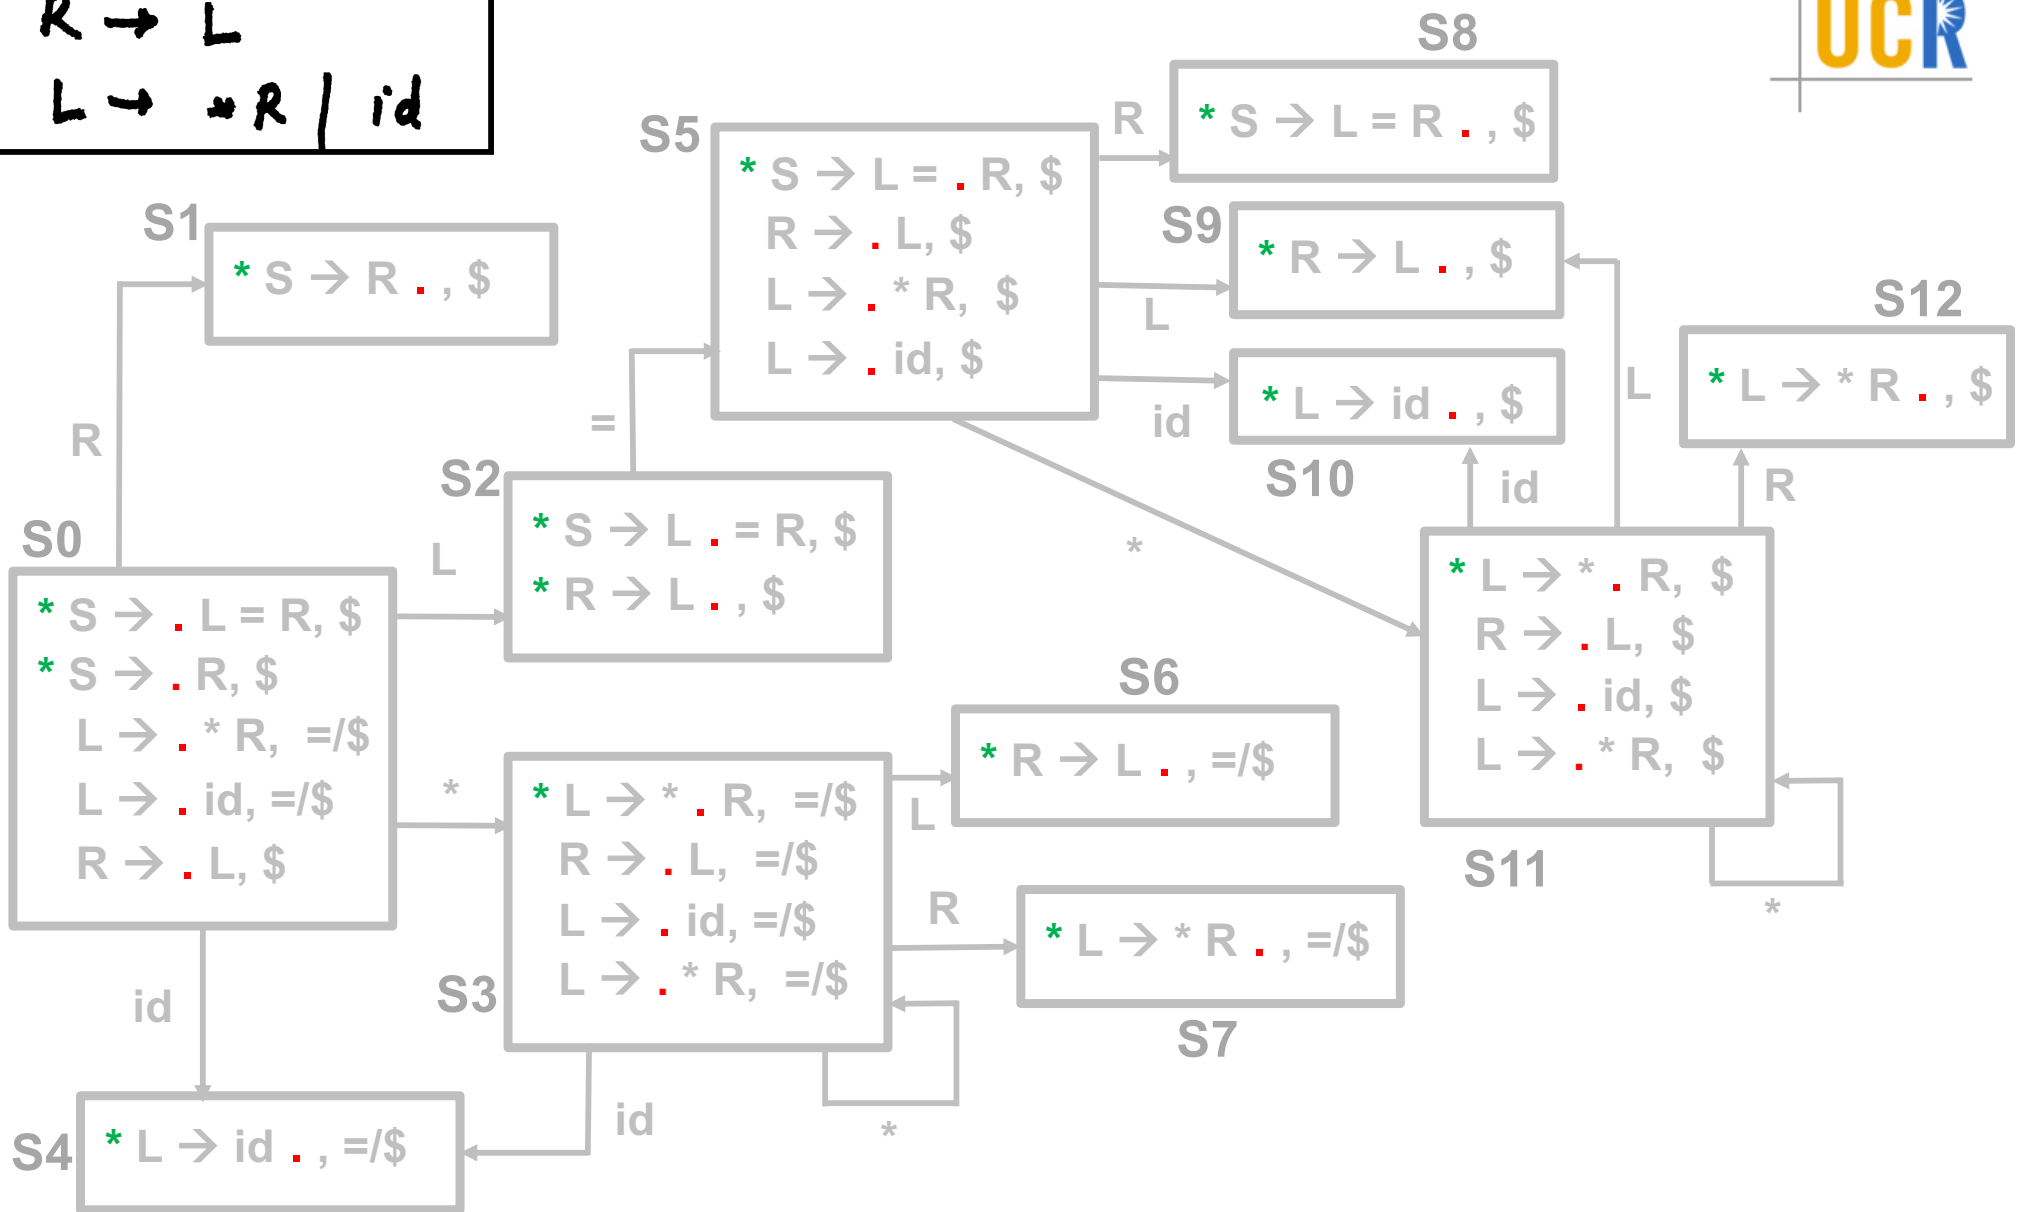 R → L
L → *R | id
UCR
S8
* S → L = R . , $
R
S5
* S → L = . R, $
R → . L, $
L → . * R, $
L → . id, $
S1
* S → R . , $
S9
* R → L . , $
L
S12
* L → * R . , $
L
* L → id . , $
id
S10
R
=
S2
* S → L . = R, $
* R → L . , $
id
R
S0
* S → . L = R, $
* S → . R, $
L → . * R, =/$
L → . id, =/$
R → . L, $
L
*
* L → * . R, $
R → . L, $
L → . id, $
L → . * R, $
S11
*
S6
* R → L . , =/$
*
* L → * . R, =/$
R → . L, =/$
L → . id, =/$
L → . * R, =/$
S3
L
R
* L → * R . , =/$
S7
id
id
*
S4
* L → id . , =/$